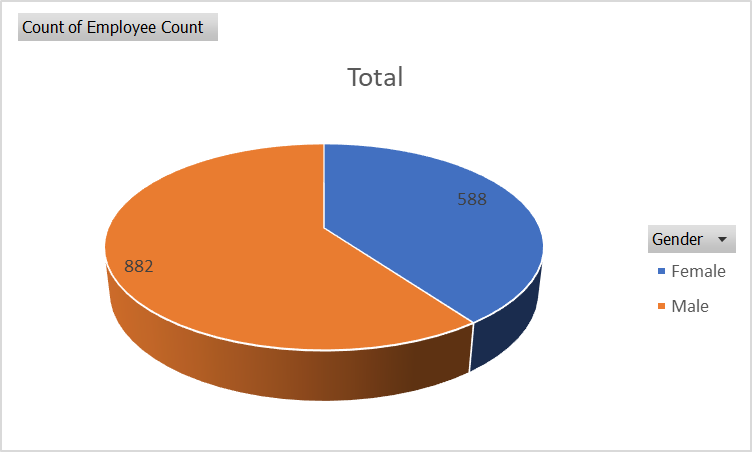 Count of Employee Count
Total
588
882
Gender
Female
Male